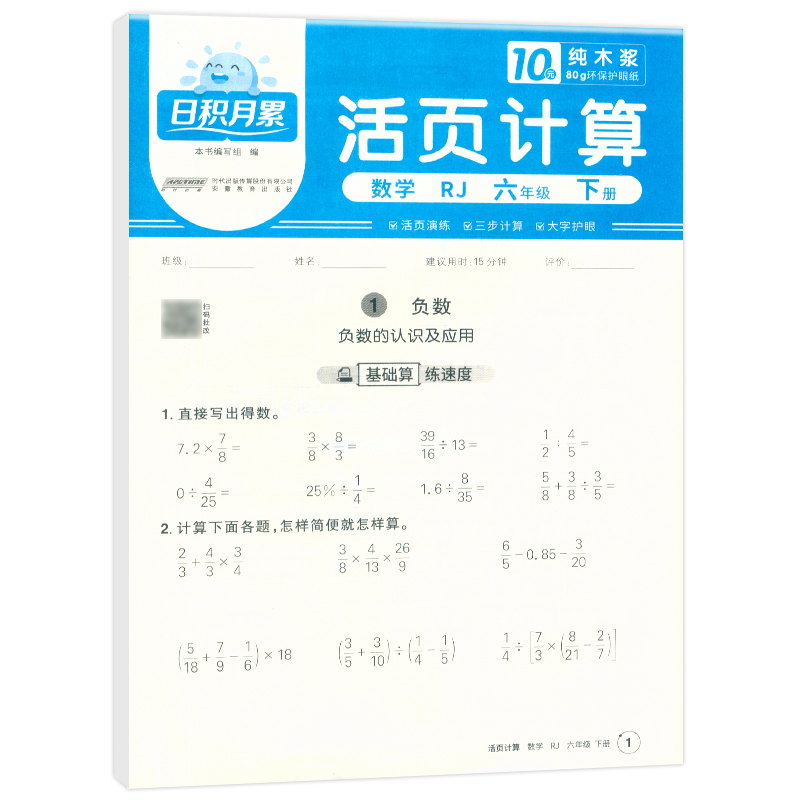 10元 纯木浆
80g环保护眼纸
日积月累
本书编写组 编
时代出版传媒股份有限公司
安徽教育出版社
活页计算
数学 RJ 六年级 下册
活页演练 三步计算 大字护眼
班级: 姓名: 建议用时:15分钟 评价:
扫码批改
1 负数
负数的认识及应用
基础算 练速度
1. 直接写出得数。
7.2×7/8= 3/8×8/3= 39/16÷13= 1/2:4/5=
0÷4/25= 25%÷1/4= 1.6÷8/35= 5/8+3/8÷3/5=
2. 计算下面各题,怎样简便就怎样算。
2/3+4/3×3/4 3/8×4/13×26/9 6/5-0.85-3/20
(5/18+7/9-1/6)×18 (3/5+3/10)÷(1/4-1/5) 1/4÷[7/3×(8/21-2/7)]
活页计算 数学 RJ 六年级 下册 1